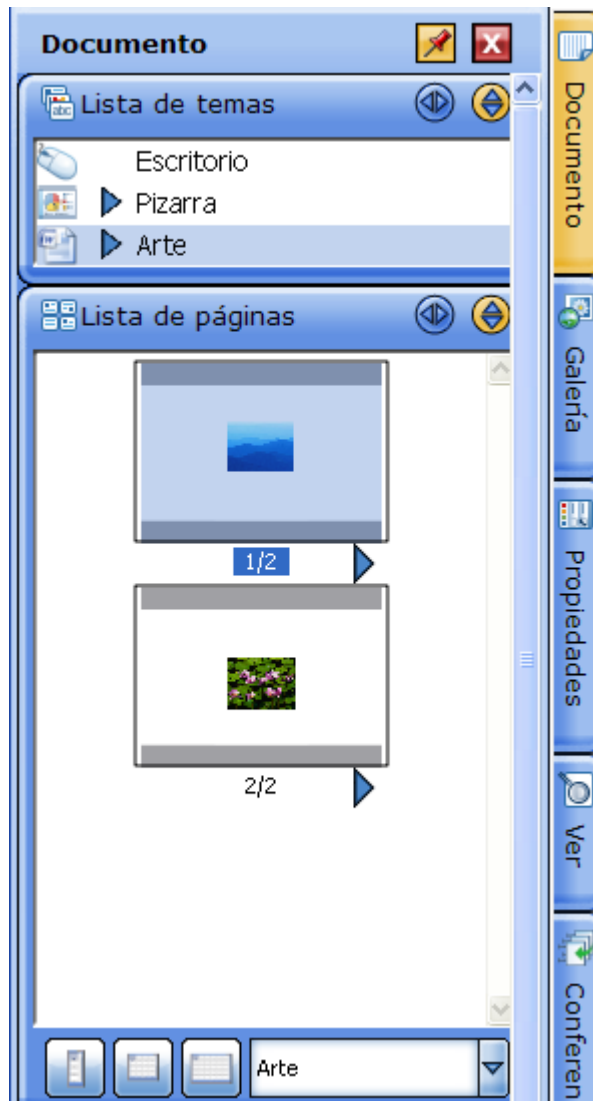 Documento
Lista de temas
Escritorio
Pizarra
Arte
Lista de páginas
1/2
2/2
Arte
Documento
Galería
Propiedades
Ver
Conferen